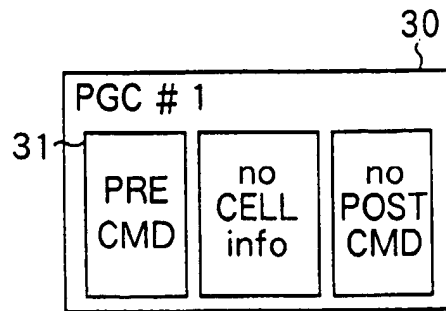 30
PGC # 1
31
PRE
CMD
no
CELL
info
no
POST
CMD